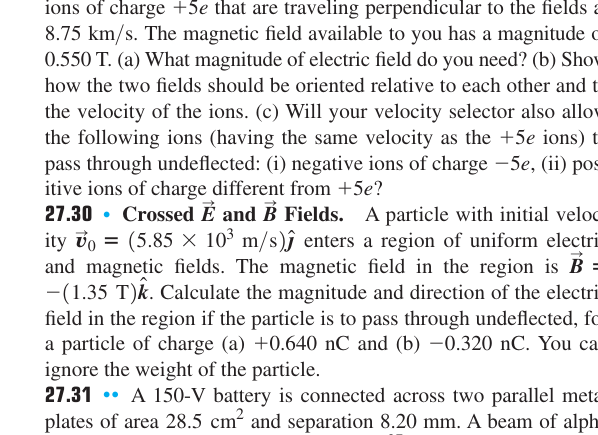 ions of charge +5e that are traveling perpendicular to the fields a
8.75 km/s. The magnetic field available to you has a magnitude o
0.550 T. (a) What magnitude of electric field do you need? (b) Show
how the two fields should be oriented relative to each other and t
the velocity of the ions. (c) Will your velocity selector also allow
the following ions (having the same velocity as the +5e ions) t
pass through undeflected: (i) negative ions of charge −5e, (ii) pos-
itive ions of charge different from +5e?
27.30 • Crossed E⃗ and B⃗ Fields. A particle with initial veloc
ity v⃗₀ = (5.85 × 10³ m/s)ĵ enters a region of uniform electri
and magnetic fields. The magnetic field in the region is B⃗ =
−(1.35 T)k̂. Calculate the magnitude and direction of the electri
field in the region if the particle is to pass through undeflected, fo
a particle of charge (a) +0.640 nC and (b) −0.320 nC. You ca
ignore the weight of the particle.
27.31 •• A 150-V battery is connected across two parallel meta
plates of area 28.5 cm² and separation 8.20 mm. A beam of alph